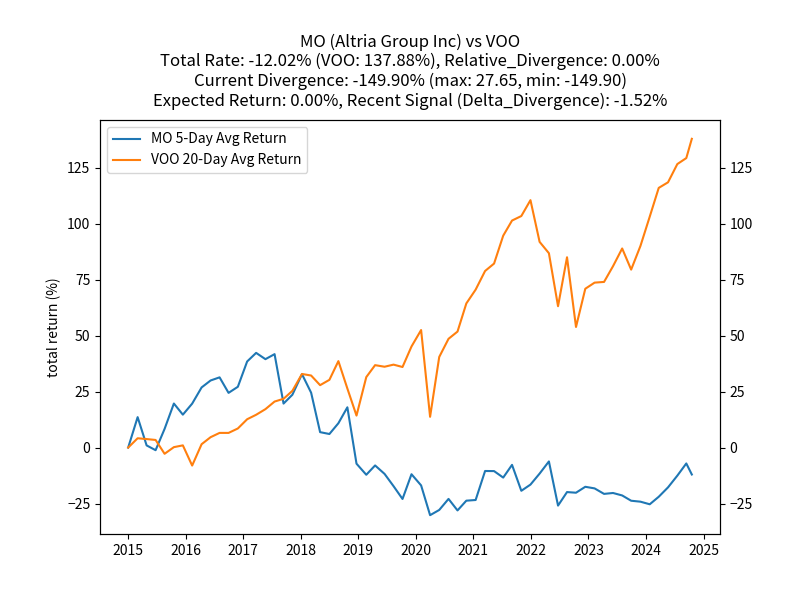 MO (Altria Group Inc) vs VOO
Total Rate: -12.02% (VOO: 137.88%), Relative_Divergence: 0.00%
Current Divergence: -149.90% (max: 27.65, min: -149.90)
Expected Return: 0.00%, Recent Signal (Delta_Divergence): -1.52%
MO 5-Day Avg Return
VOO 20-Day Avg Return
total return (%)
125
100
75
50
25
0
−25
125
100
75
50
25
0
−25
2015 2016 2017 2018 2019 2020 2021 2022 2023 2024 2025